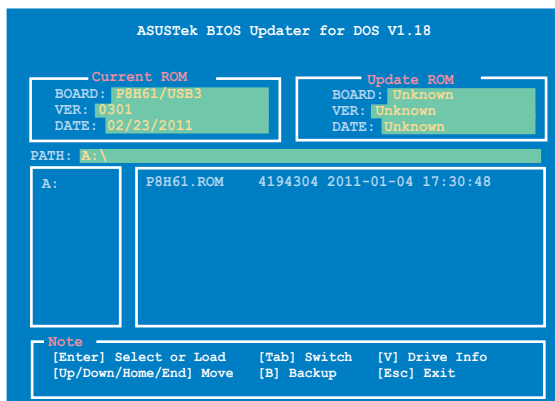 ASUSTek BIOS Updater for DOS V1.18
Current ROM
BOARD: P8H61/USB3
VER: 0301
DATE: 02/23/2011
Update ROM
BOARD: Unknown
VER: Unknown
DATE: Unknown
PATH: A:\
A:
P8H61.ROM 4194304 2011-01-04 17:30:48
Note
[Enter] Select or Load [Tab] Switch [V] Drive Info
[Up/Down/Home/End] Move [B] Backup [Esc] Exit